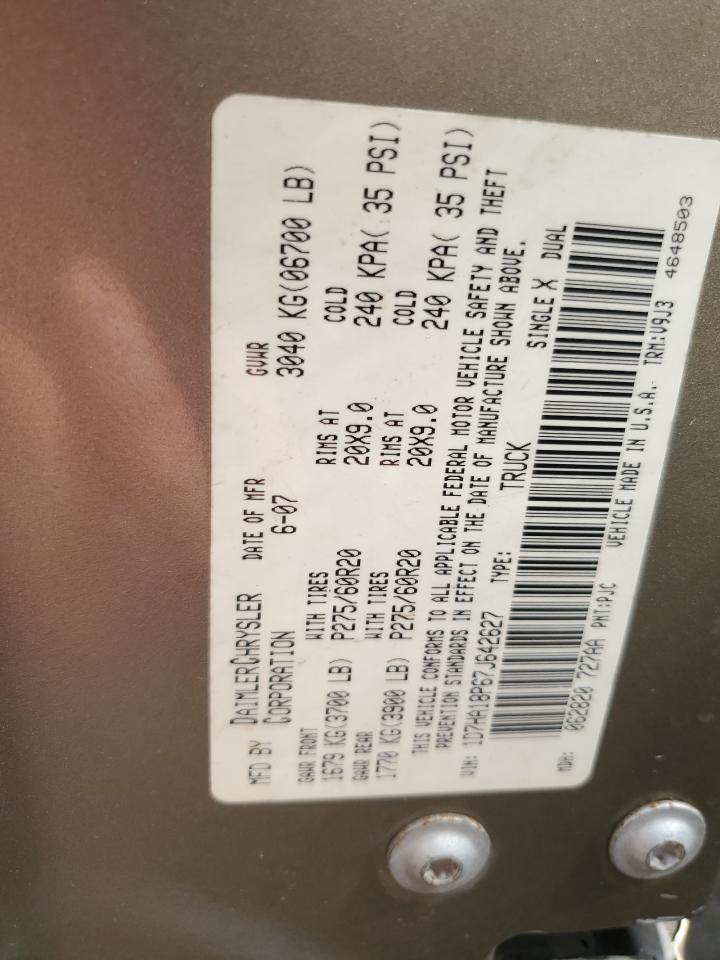 MFD BY DAIMLERCHRYSLER CORPORATION DATE OF MFR 6-07 GVWR 3040 KG(06700 LB)
GAWR FRONT WITH TIRES RIMS AT COLD
1679 KG(3700 LB) P275/60R20 20X9.0 240 KPA( 35 PSI)
GAWR REAR WITH TIRES RIMS AT COLD
1770 KG(3900 LB) P275/60R20 20X9.0 240 KPA( 35 PSI)
THIS VEHICLE CONFORMS TO ALL APPLICABLE FEDERAL MOTOR VEHICLE SAFETY AND THEFT
PREVENTION STANDARDS IN EFFECT ON THE DATE OF MANUFACTURE SHOWN ABOVE.
VIN: 1D7HA18P67J642627 TYPE: TRUCK SINGLE X DUAL
MDH: 062820 727AA PNT:PJC VEHICLE MADE IN U.S.A. TRM:V9J3 4648503